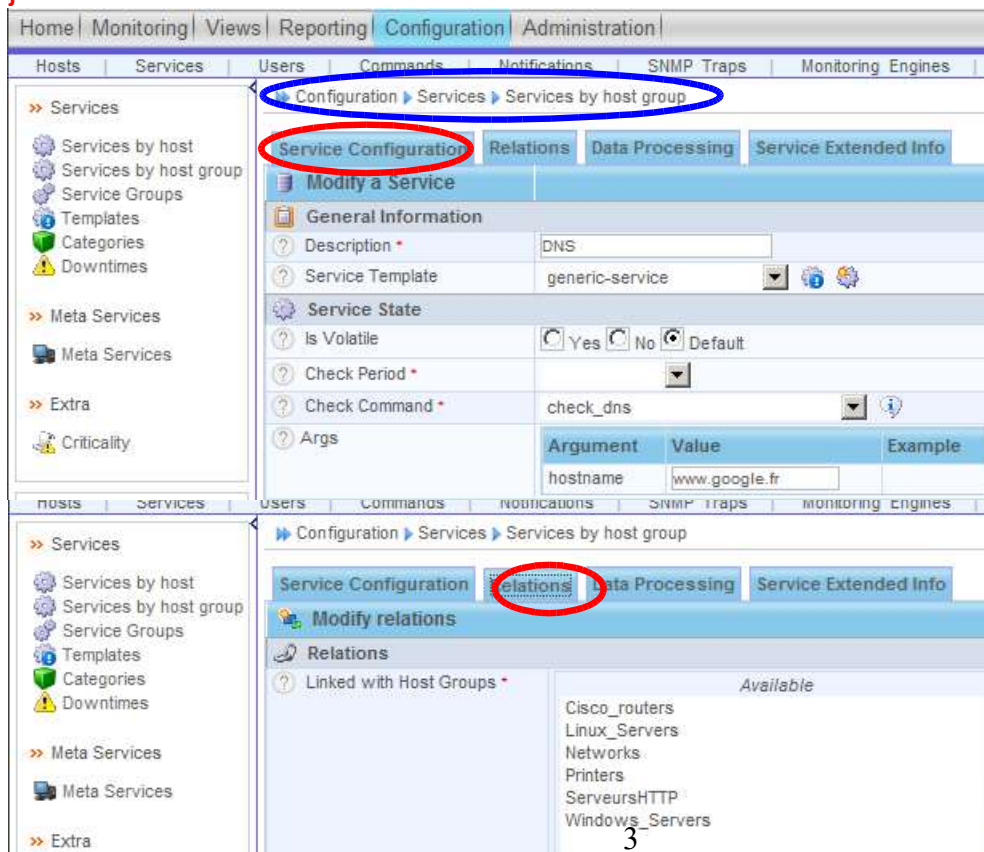 Home | Monitoring | Views | Reporting | Configuration | Administration |
Hosts | Services | Users | Commands | Notifications | SNMP Traps | Monitoring Engines |
Configuration Services Services by host group
Services
Services by host
Services by host group
Service Groups
Templates
Categories
Downtimes
Meta Services
Meta Services
Extra
Criticality
Service Configuration Relations Data Processing Service Extended Info
Modify a Service
General Information
? Description * DNS
? Service Template generic-service
Service State
? Is Volatile Yes No Default
? Check Period *
? Check Command * check_dns
? Args Argument Value Example
hostname www.google.fr
Hosts | Services | Users | Commands | Notifications | SNMP Traps | Monitoring Engines |
Configuration Services Services by host group
Services
Services by host
Services by host group
Service Groups
Templates
Categories
Downtimes
Meta Services
Meta Services
Extra
Service Configuration Relations Data Processing Service Extended Info
Modify relations
Relations
? Linked with Host Groups * Available
Cisco_routers
Linux_Servers
Networks
Printers
ServeursHTTP
Windows_Servers
3